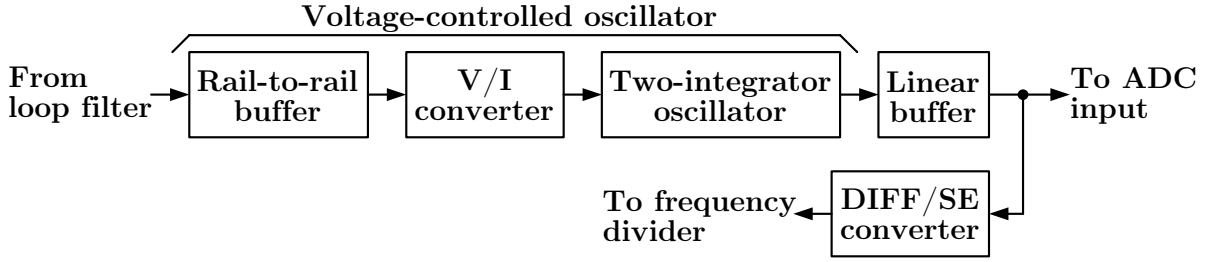 Voltage-controlled oscillator
From
loop filter
Rail-to-rail
buffer
V/I
converter
Two-integrator
oscillator
Linear
buffer
To ADC
input
To frequency
divider
DIFF/SE
converter